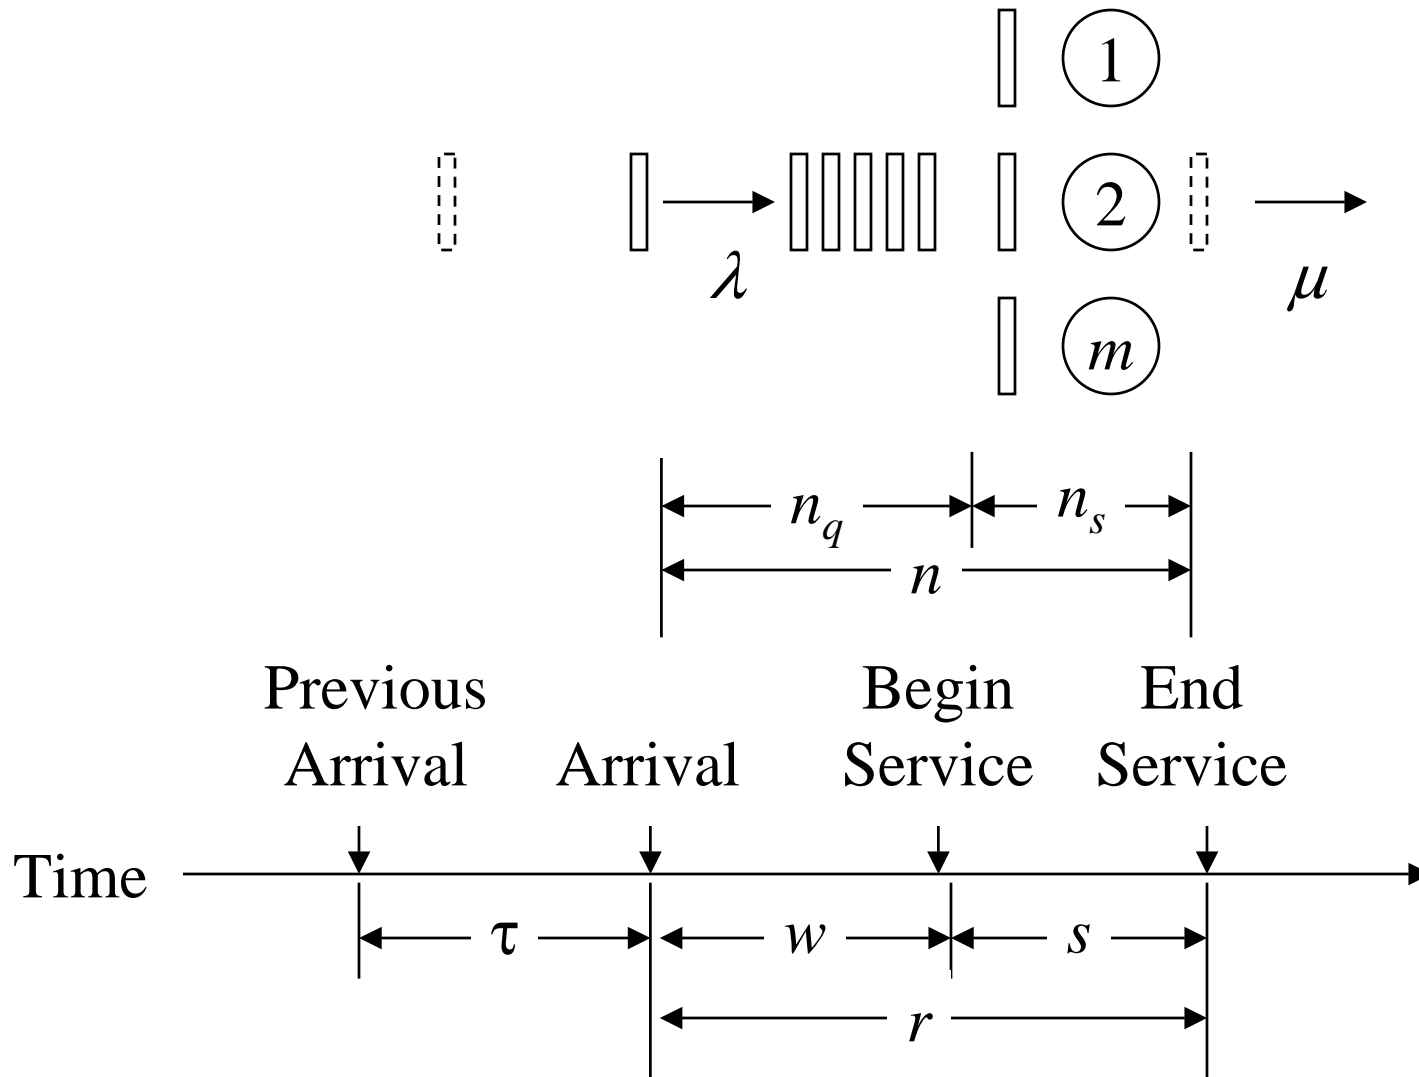 1
2
λ
μ
m
n_q
n_s
n
Previous
Arrival
Arrival
Begin
Service
End
Service
Time
τ
w
s
r